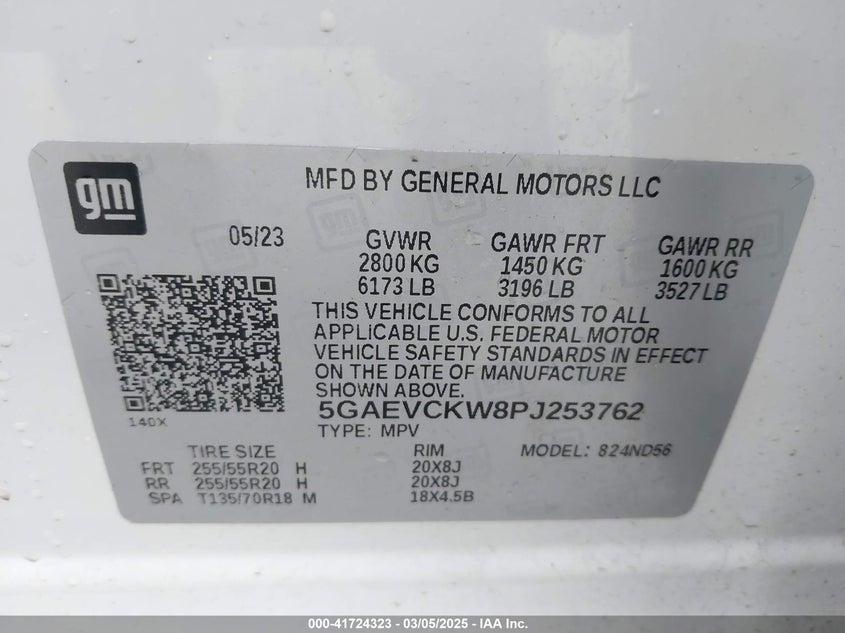 gm
MFD BY GENERAL MOTORS LLC
05/23 GVWR GAWR FRT GAWR RR
2800 KG 1450 KG 1600 KG
6173 LB 3196 LB 3527 LB
THIS VEHICLE CONFORMS TO ALL
APPLICABLE U.S. FEDERAL MOTOR
VEHICLE SAFETY STANDARDS IN EFFECT
ON THE DATE OF MANUFACTURE
SHOWN ABOVE.
5GAEVCKW8PJ253762
140X
TYPE: MPV
TIRE SIZE RIM MODEL: 824ND56
FRT 255/55R20 H 20X8J
RR 255/55R20 H 20X8J
SPA T135/70R18 M 18X4.5B
000-41724323 - 03/05/2025 - IAA Inc.